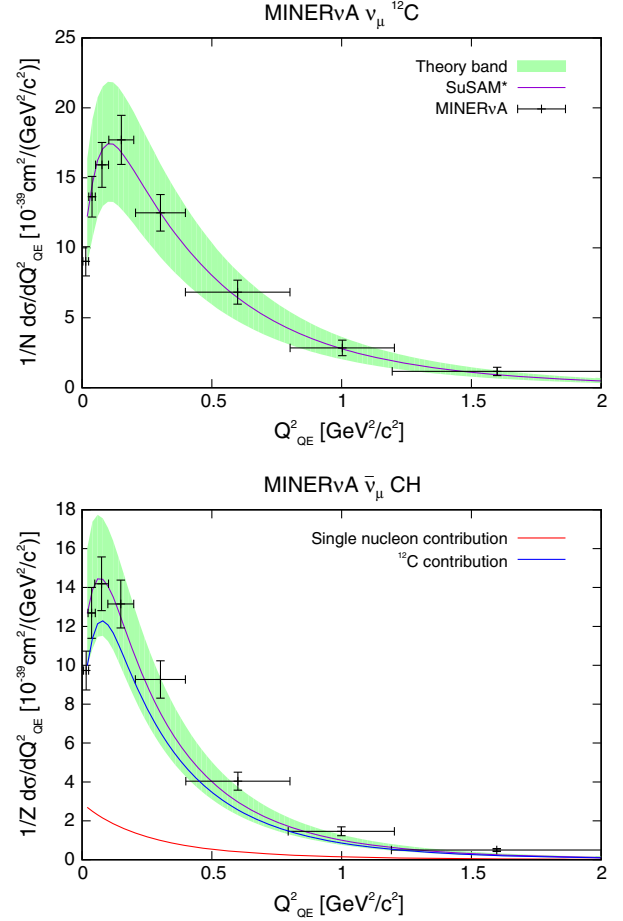 MINERνA ν_μ ¹²C
1/N dσ/dQ²_QE [10⁻³⁹cm²/(GeV²/c²)]
25
20
15
10
5
0
Theory band
SuSAM*
MINERνA
0 0.5 1 1.5 2
Q²_QE [GeV²/c²]
MINERνA ν̄_μ CH
1/Z dσ/dQ²_QE [10⁻³⁹cm²/(GeV²/c²)]
18
16
14
12
10
8
6
4
2
0
Single nucleon contribution
¹²C contribution
0 0.5 1 1.5 2
Q²_QE [GeV²/c²]